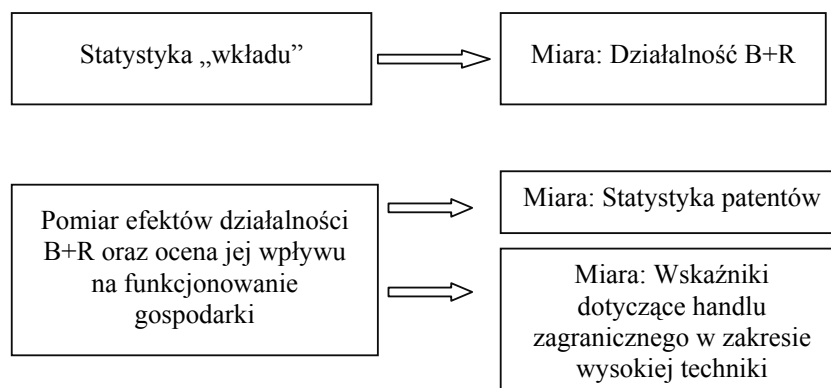 Statystyka „wkładu”
Miara: Działalność B+R
Pomiar efektów działalności
B+R oraz ocena jej wpływu
na funkcjonowanie
gospodarki
Miara: Statystyka patentów
Miara: Wskaźniki
dotyczące handlu
zagranicznego w zakresie
wysokiej techniki